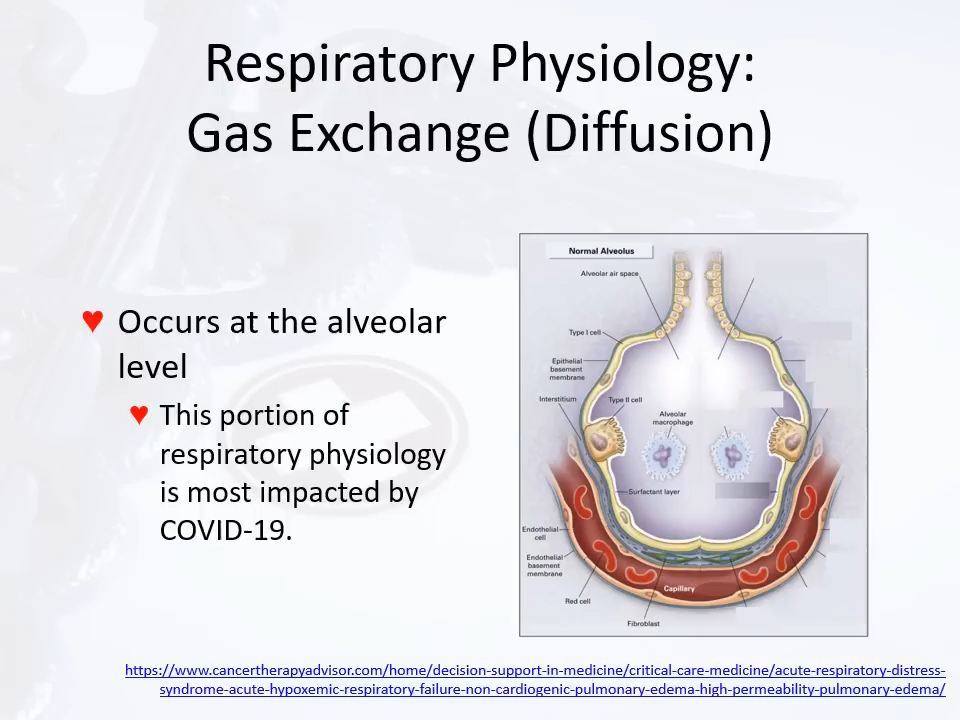 Respiratory Physiology:
Gas Exchange (Diffusion)
♥ Occurs at the alveolar
level
♥ This portion of
respiratory physiology
is most impacted by
COVID-19.
Normal Alveolus
Alveolar air space
Type I cell
Epithelial
basement
membrane
Interstitium
Type II cell
Alveolar
macrophage
Surfactant layer
Endothelial
cell
Endothelial
basement
membrane
Capillary
Red cell
Fibroblast
https://www.cancertherapyadvisor.com/home/decision-support-in-medicine/critical-care-medicine/acute-respiratory-distress-
syndrome-acute-hypoxemic-respiratory-failure-non-cardiogenic-pulmonary-edema-high-permeability-pulmonary-edema/